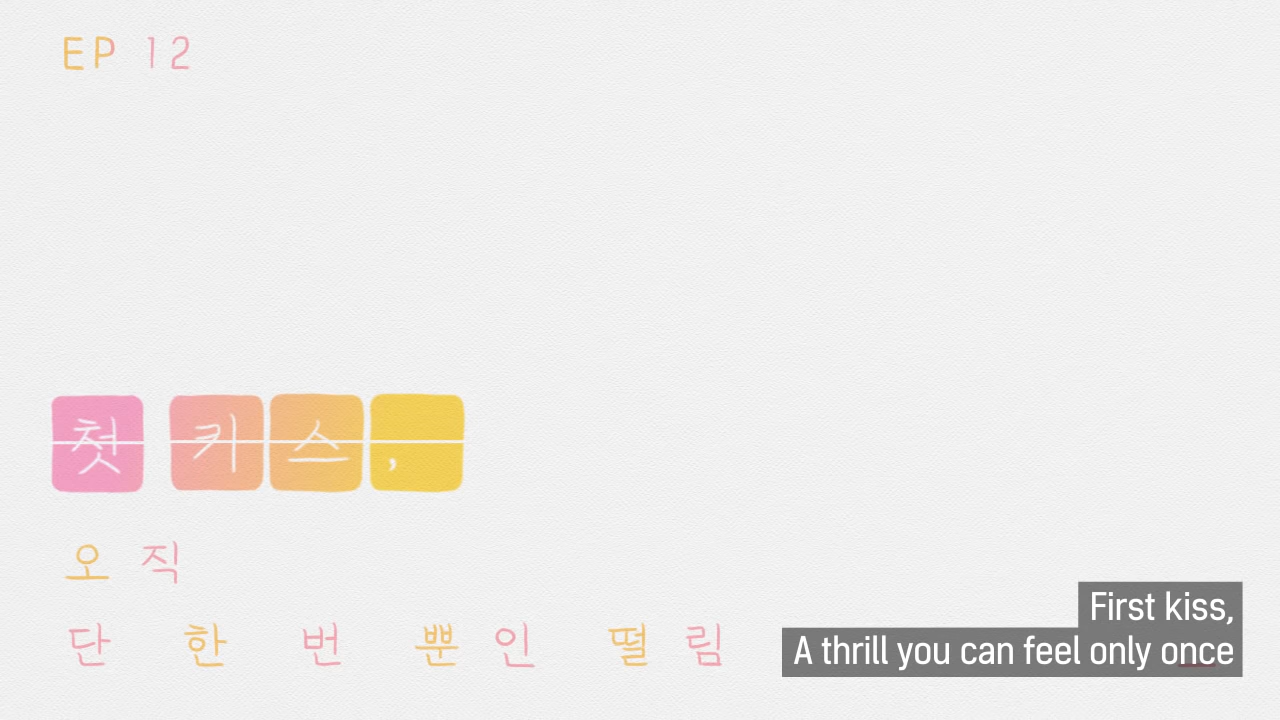 EP 12
첫 키스,
오직
단 한 번뿐인 떨림
First kiss,
A thrill you can feel only once